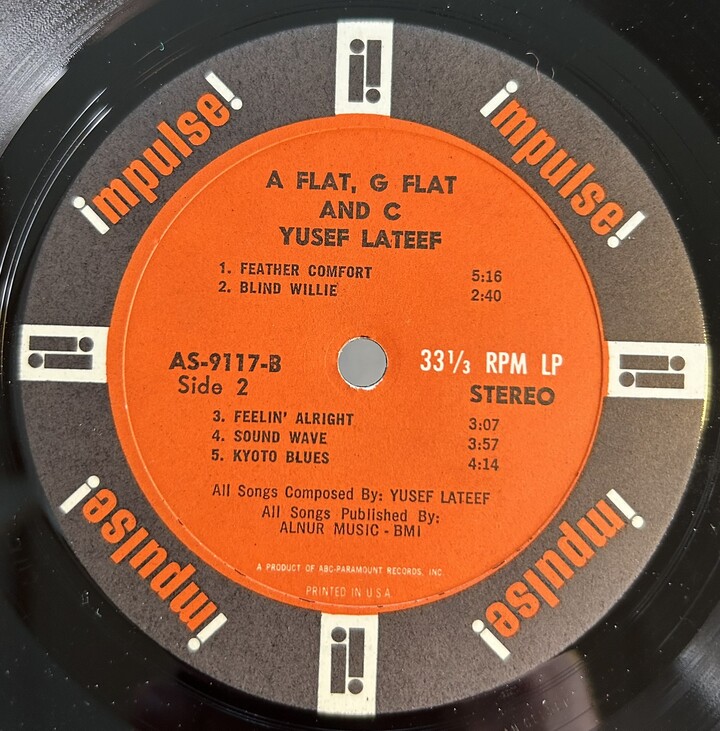 impulse!
impulse!
A FLAT, G FLAT
AND C
YUSEF LATEEF
1. FEATHER COMFORT 5:16
2. BLIND WILLIE 2:40
AS-9117-B 33⅓ RPM LP
Side 2 STEREO
3. FEELIN' ALRIGHT 3:07
4. SOUND WAVE 3:57
5. KYOTO BLUES 4:14
All Songs Composed By: YUSEF LATEEF
All Songs Published By:
ALNUR MUSIC - BMI
A PRODUCT OF ABC-PARAMOUNT RECORDS, INC.
PRINTED IN U.S.A.
impulse!
impulse!